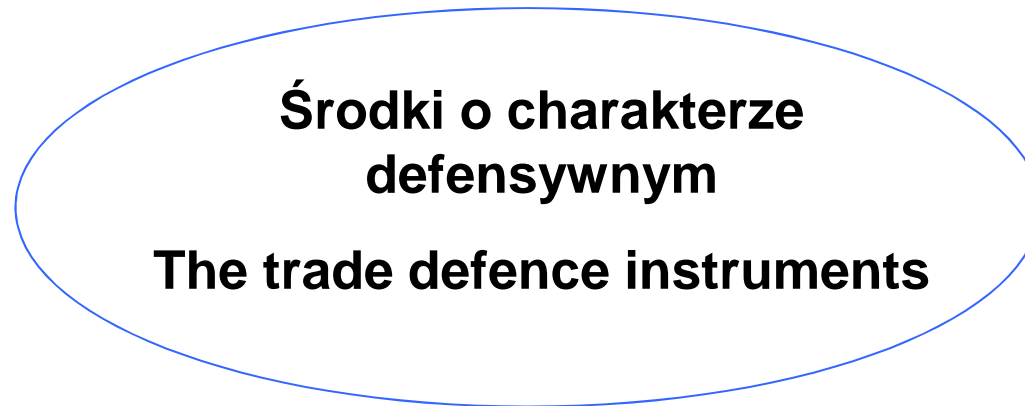 Środki o charakterze
defensywnym
The trade defence instruments